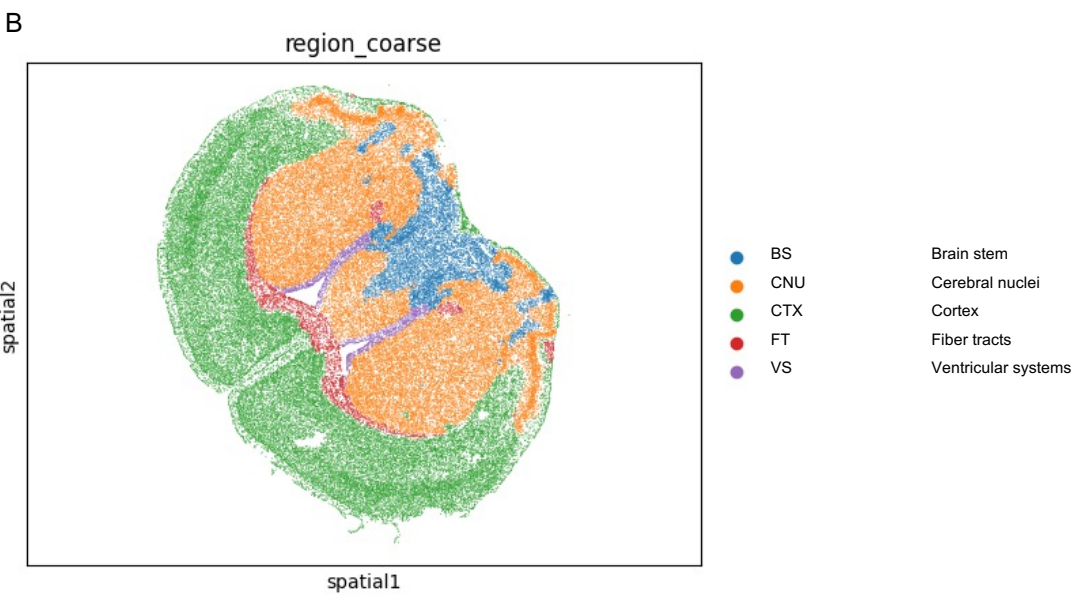 B
region_coarse
spatial2
spatial1
BS Brain stem
CNU Cerebral nuclei
CTX Cortex
FT Fiber tracts
VS Ventricular systems